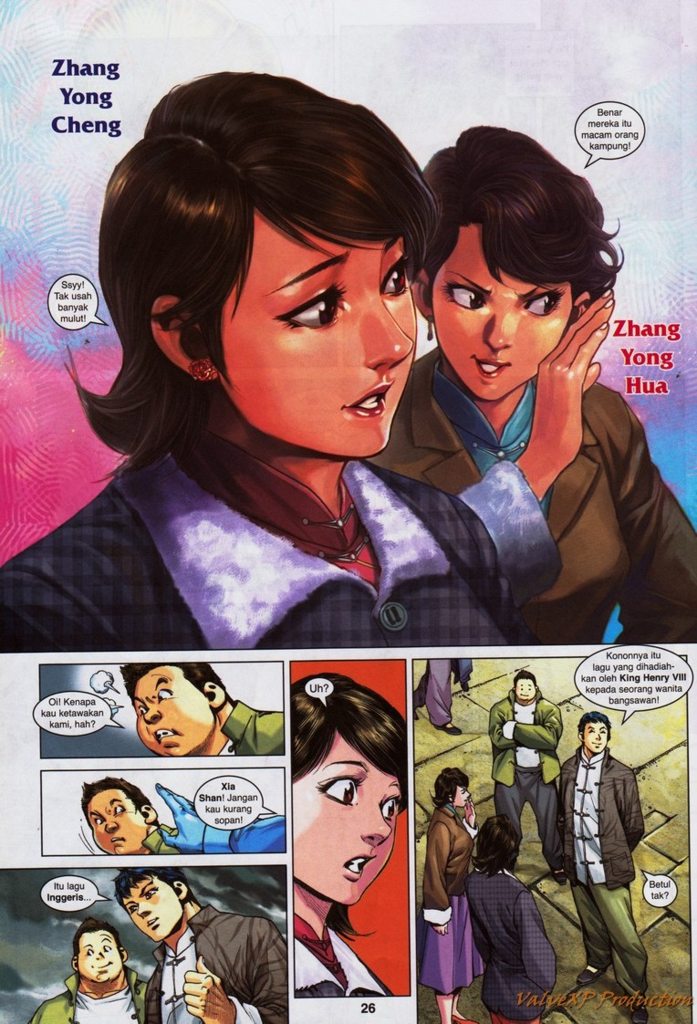 Zhang
Yong
Cheng
Benar
mereka itu
macam orang
kampung!
Ssyy!
Tak usah
banyak
mulut!
Zhang
Yong
Hua
Oi! Kenapa
kau ketawakan
kami, hah?
Xia
Shan! Jangan
kau kurang
sopan!
Itu lagu
Inggeris...
Uh?
Kononnya itu
lagu yang dihadiah-
kan oleh King Henry VIII
kepada seorang wanita
bangsawan!
Betul
tak?
26
ValveXP Production